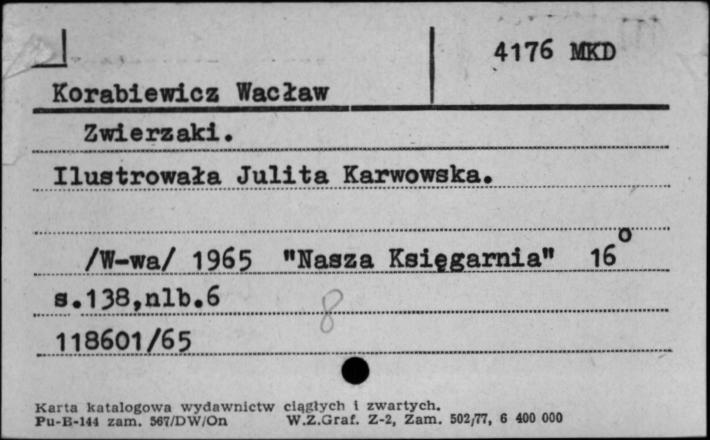 4176 MKD
Korabiewicz Wacław
Zwierzaki.
Ilustrowała Julita Karwowska.
/W-wa/ 1965 "Nasza Księgarnia" 16°
s.138,nlb.6
8
118601/65
Karta katalogowa wydawnictw ciągłych i zwartych.
Pu-B-144 zam. 567/DW/On W.Z.Graf. Z-2, Zam. 502/77, 6 400 000